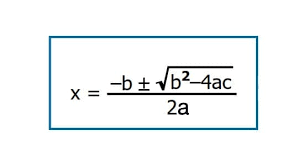 x = −b ± √b²−4ac / 2a